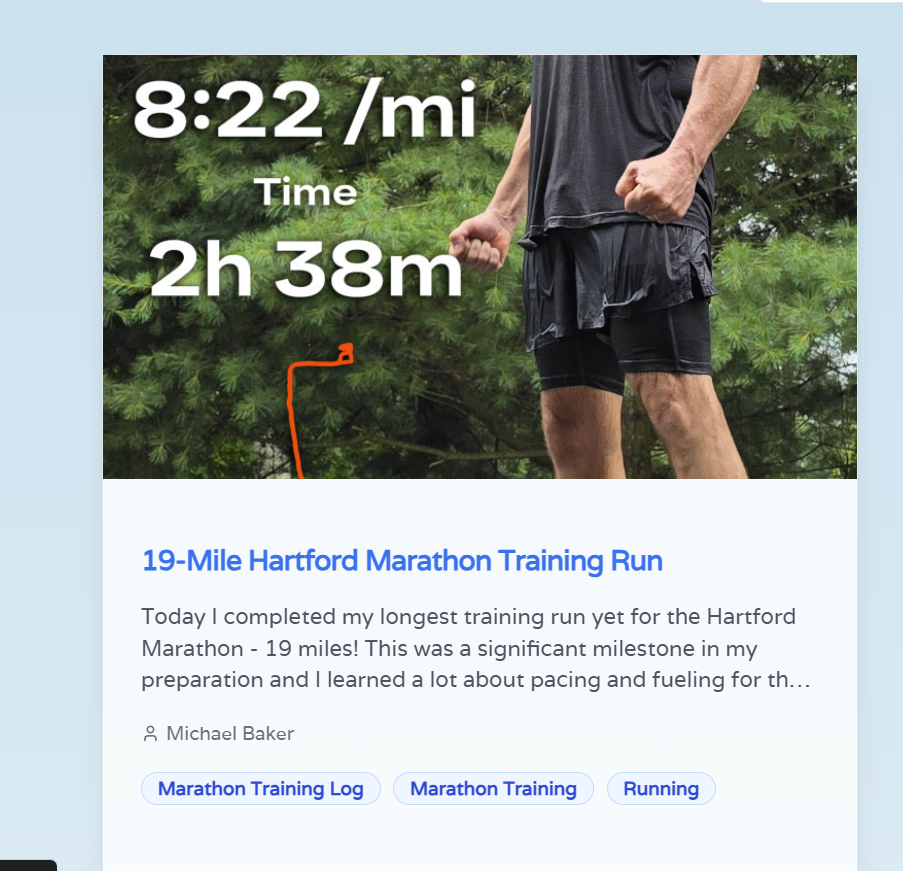 8:22 /mi
Time
2h 38m
19-Mile Hartford Marathon Training Run
Today I completed my longest training run yet for the Hartford
Marathon - 19 miles! This was a significant milestone in my
preparation and I learned a lot about pacing and fueling for th…
Michael Baker
Marathon Training Log Marathon Training Running